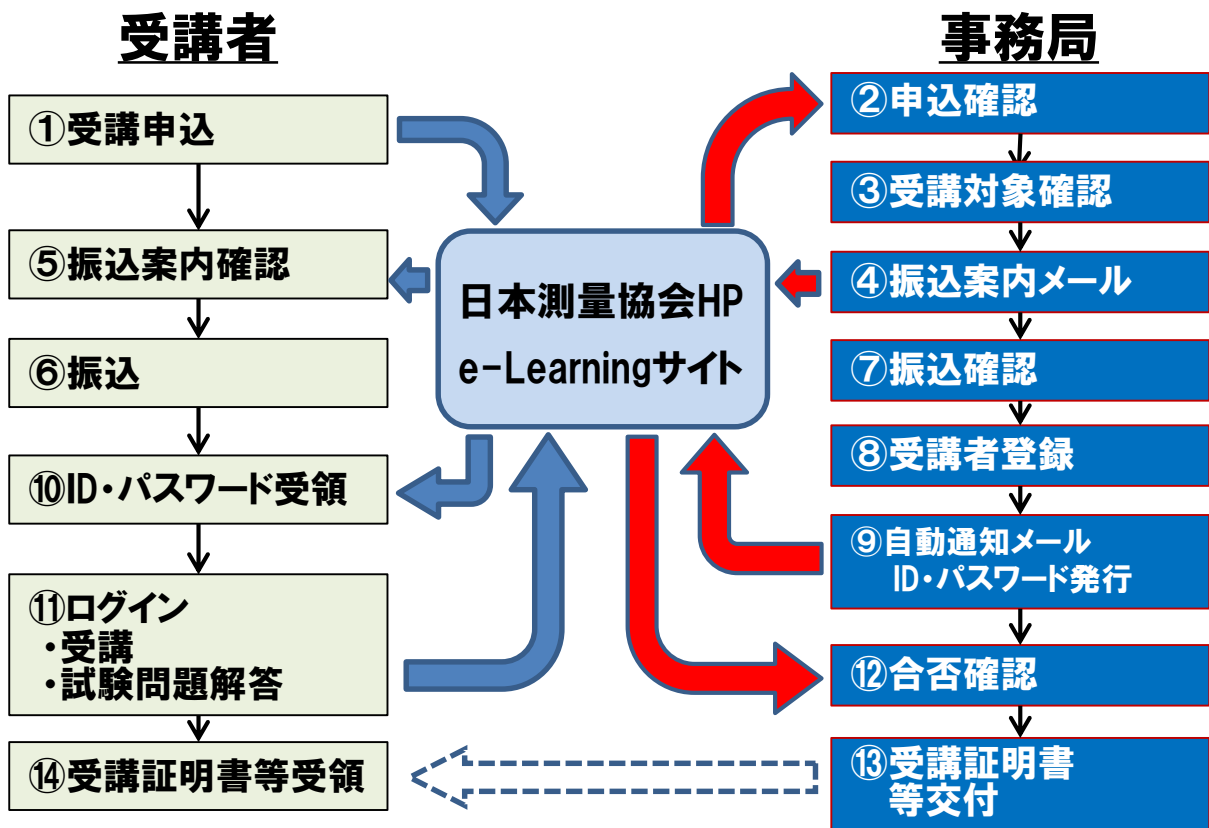 受講者
①受講申込
⑤振込案内確認
⑥振込
⑩ID・パスワード受領
⑪ログイン
・受講
・試験問題解答
⑭受講証明書等受領
日本測量協会HP
e-Learningサイト
事務局
②申込確認
③受講対象確認
④振込案内メール
⑦振込確認
⑧受講者登録
⑨自動通知メール
ID・パスワード発行
⑫合否確認
⑬受講証明書
等交付